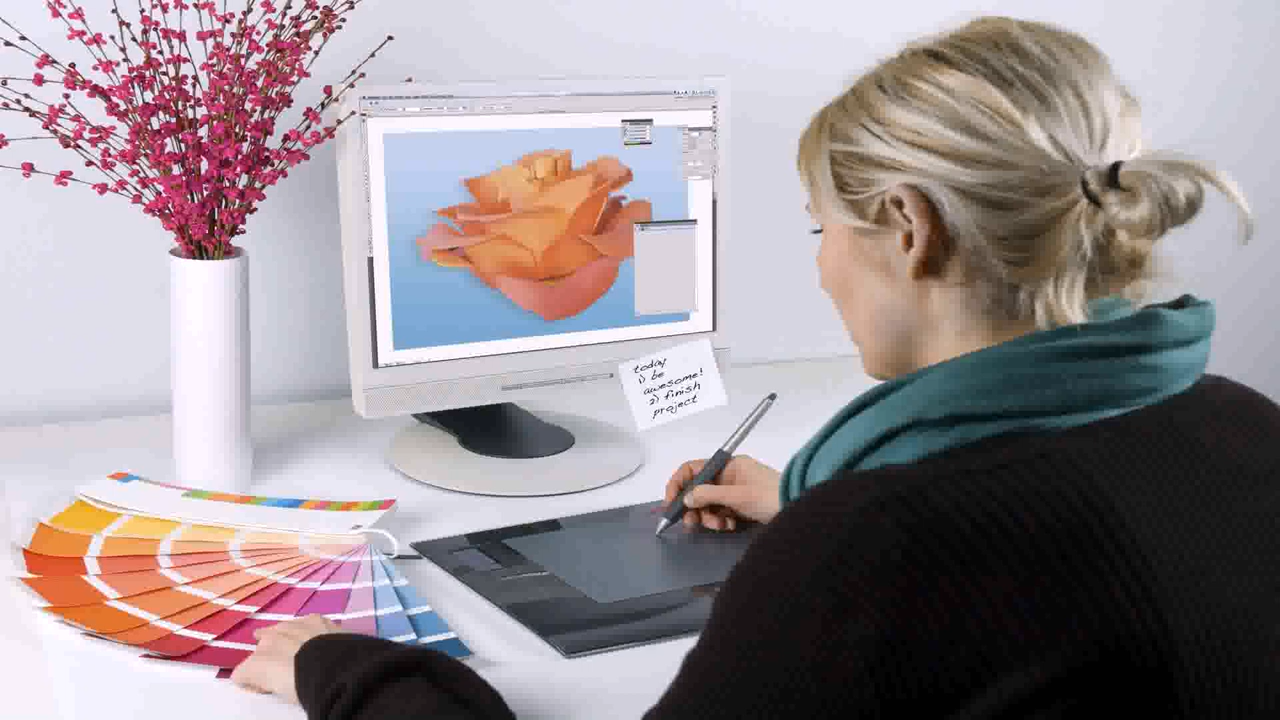 today
1) be
awesome!
2) finish
project